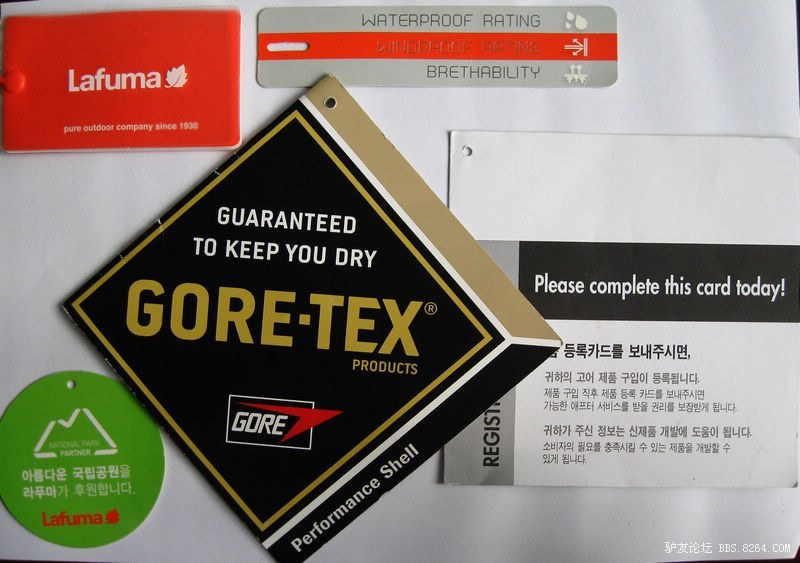 Lafuma
pure outdoor company since 1930
WATERPROOF RATING
WINDPROOF RATING
BRETHABILITY
GUARANTEED
TO KEEP YOU DRY
GORE-TEX®
PRODUCTS
GORE
Performance Shell
Please complete this card today!
등록카드를 보내주시면,
귀하의 고어 제품 구입이 등록됩니다.
제품 구입 직후 제품 등록 카드를 보내주시면
가능한 애프터 서비스를 받을 권리를 보장받게 됩니다.
귀하가 주신 정보는 신제품 개발에 도움이 됩니다.
소비자의 필요를 충족시킬 수 있는 제품을 개발할 수
있게 됩니다.
REGISTI
NATIONAL PARK
PARTNER
아름다운 국립공원을
라푸마가 후원합니다.
Lafuma
驴友论坛 BBS.8264.COM